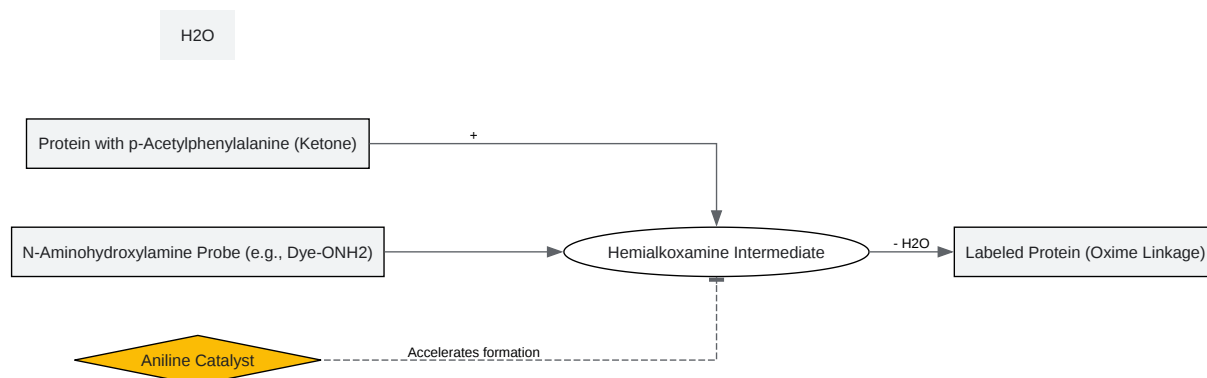 H2O
Protein with p-Acetylphenylalanine (Ketone)
+
N-Aminohydroxylamine Probe (e.g., Dye-ONH2)
Hemialkoxamine Intermediate
- H2O
Labeled Protein (Oxime Linkage)
Aniline Catalyst
Accelerates formation